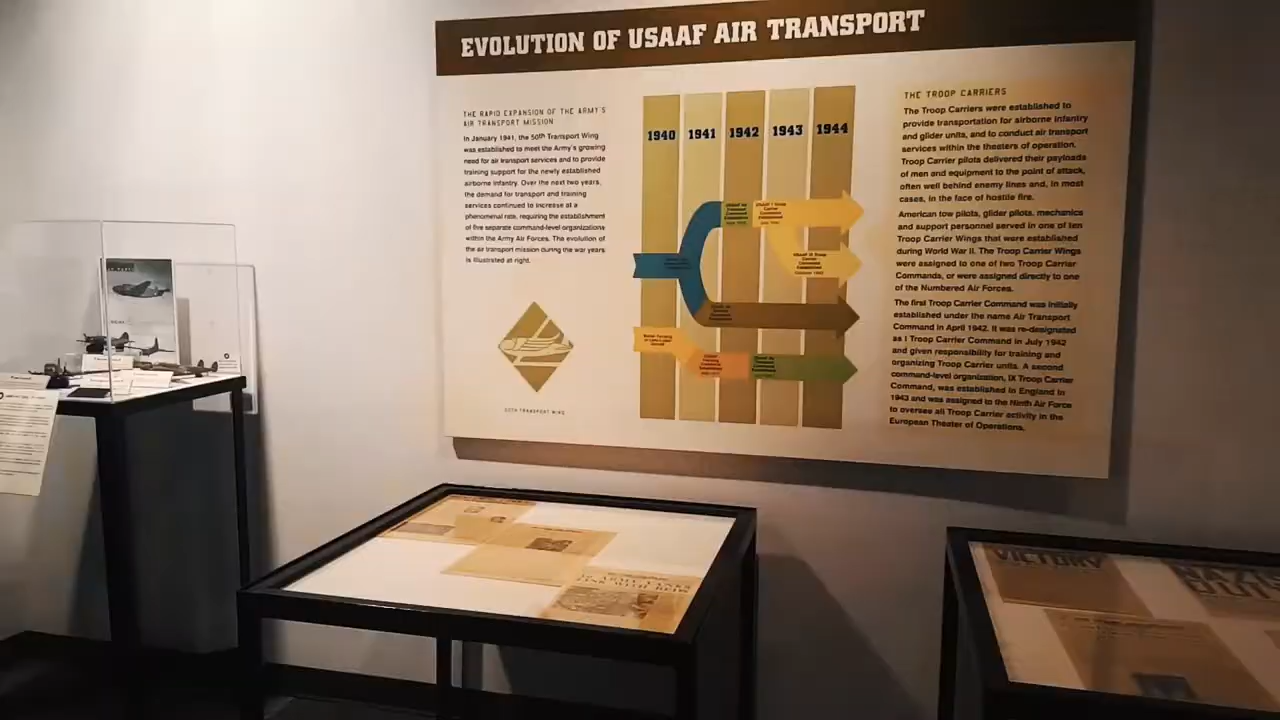 EVOLUTION OF USAAF AIR TRANSPORT
THE RAPID EXPANSION OF THE ARMY'S
AIR TRANSPORT MISSION
In January 1941, the 50th Transport Wing
was established to meet the Army's growing
need for air transport services and to provide
training support for the newly established
airborne infantry. Over the next two years,
the demand for transport and training
services continued to increase at a
phenomenal rate, requiring the establishment
of five separate command-level organizations
within the Army Air Forces. The evolution of
the air transport mission during the war years
is illustrated at right.
50TH TRANSPORT WING
1940 1941 1942 1943 1944
THE TROOP CARRIERS
The Troop Carriers were established to
provide transportation for airborne infantry
and glider units, and to conduct air transport
services within the theaters of operation.
Troop Carrier pilots delivered their payloads
of men and equipment to the point of attack,
often well behind enemy lines and, in most
cases, in the face of hostile fire.
American tow pilots, glider pilots, mechanics
and support personnel served in one of ten
Troop Carrier Wings that were established
during World War II. The Troop Carrier Wings
were assigned to one of two Troop Carrier
Commands, or were assigned directly to one
of the Numbered Air Forces.
The first Troop Carrier Command was initially
established under the name Air Transport
Command in April 1942. It was re-designated
as I Troop Carrier Command in July 1942
and given responsibility for training and
organizing Troop Carrier units. A second
command-level organization, IX Troop Carrier
Command, was established in England in
1943 and was assigned to the Ninth Air Force
to oversee all Troop Carrier activity in the
European Theater of Operations.
VICTORY
NAZIS